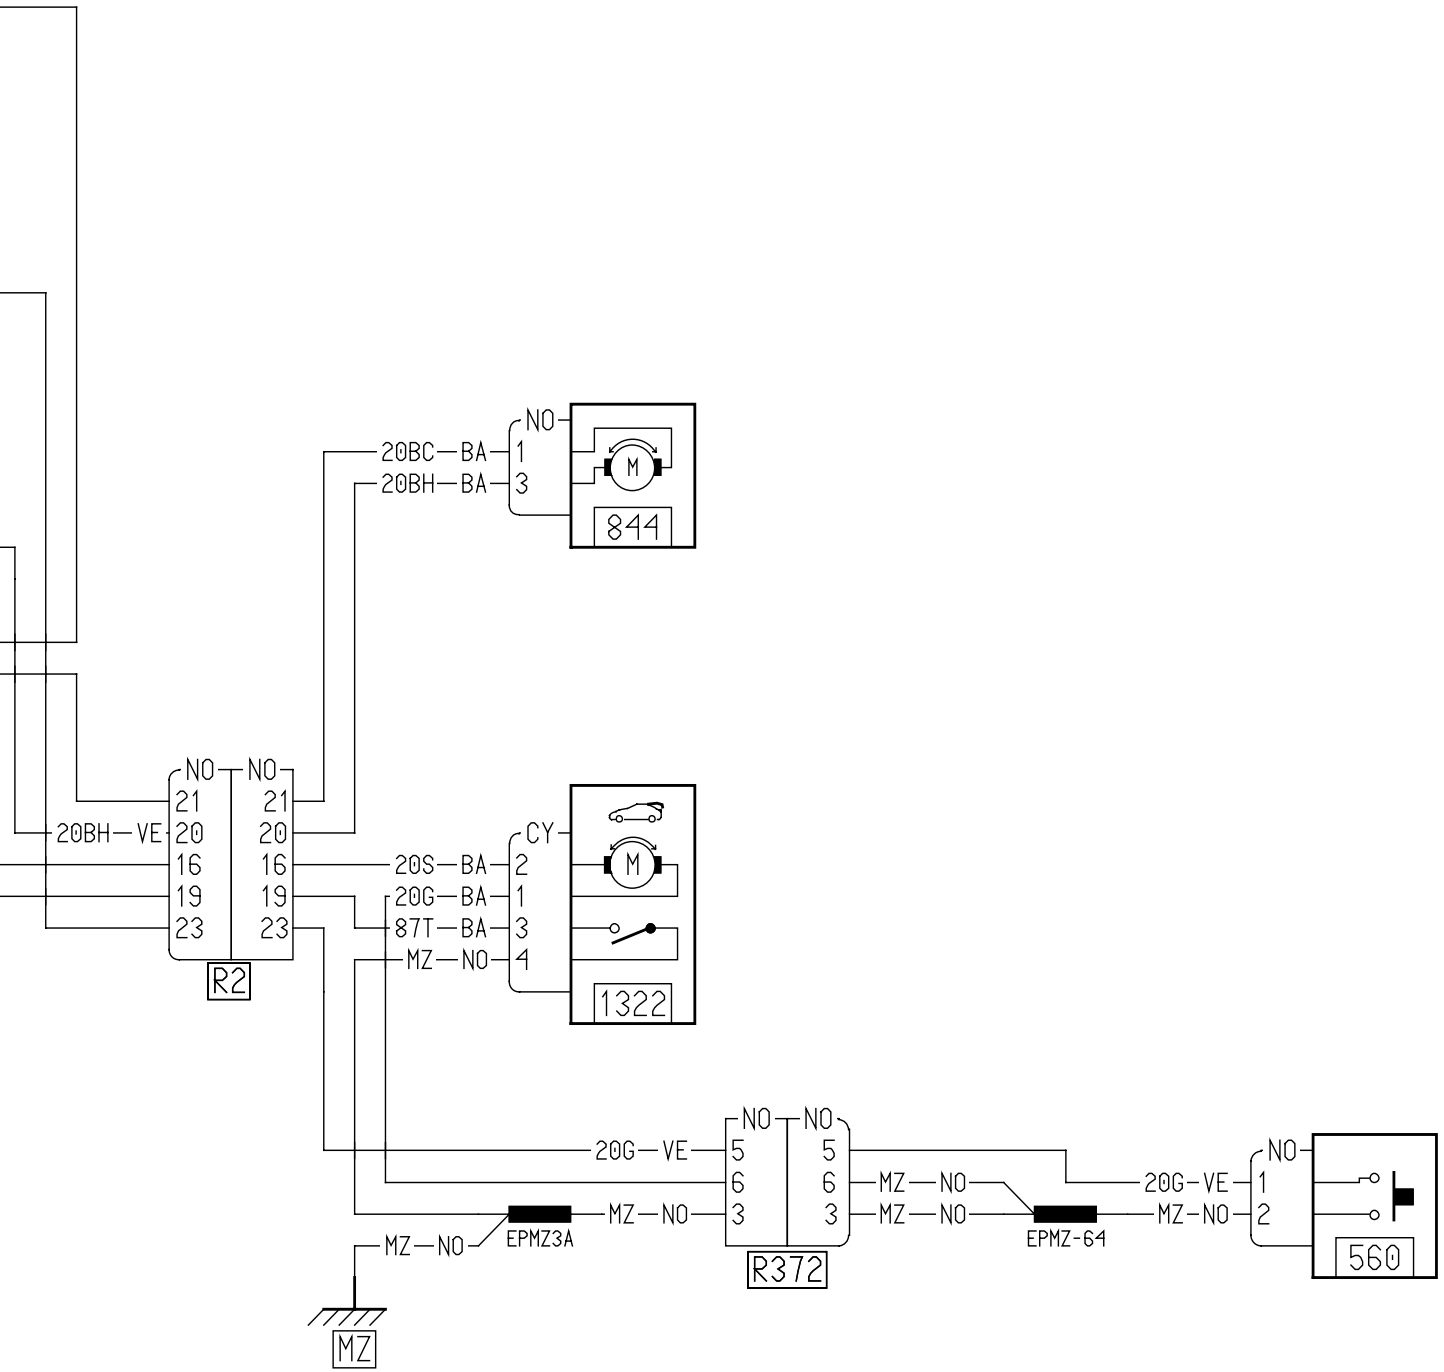 NO
20BC BA 1
M
20BH BA 3
844
NO NO
21 21
20BH VE 20 20
16 16
19 19
23 23
R2
CY
20S BA 2
M
20G BA 1
87T BA 3
MZ NO 4
1322
NO NO
20G VE 5 5
6 6 MZ NO
MZ NO 3 3 MZ NO
EPMZ3A
MZ NO
R372
EPMZ-64
NO
20G VE 1
MZ NO 2
560
MZ